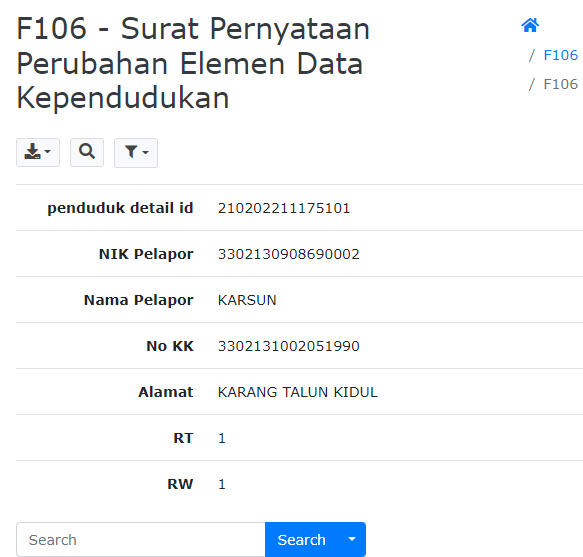 F106 - Surat Pernyataan
Perubahan Elemen Data
Kependudukan
/ F106
/ F106
penduduk detail id 210202211175101
NIK Pelapor 3302130908690002
Nama Pelapor KARSUN
No KK 3302131002051990
Alamat KARANG TALUN KIDUL
RT 1
RW 1
Search Search